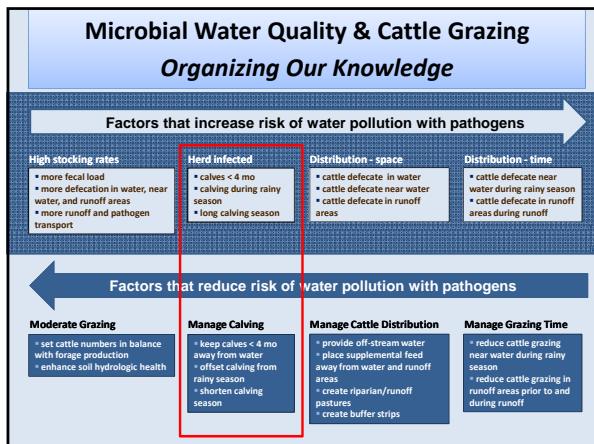 Microbial Water Quality & Cattle Grazing
Organizing Our Knowledge
Factors that increase risk of water pollution with pathogens
High stocking rates
▪ more fecal load
▪ more defecation in water, near
water, and runoff areas
▪ more runoff and pathogen
transport
Herd infected
▪ calves < 4 mo
▪ calving during rainy
season
▪ long calving season
Distribution - space
▪ cattle defecate in water
▪ cattle defecate near water
▪ cattle defecate in runoff
areas
Distribution - time
▪ cattle defecate near
water during rainy season
▪ cattle defecate in runoff
areas during runoff
Factors that reduce risk of water pollution with pathogens
Moderate Grazing
▪ set cattle numbers in balance
with forage production
▪ enhance soil hydrologic health
Manage Calving
▪ keep calves < 4 mo
away from water
▪ offset calving from
rainy season
▪ shorten calving
season
Manage Cattle Distribution
▪ provide off-stream water
▪ place supplemental feed
away from water and runoff
areas
▪ create riparian/runoff
pastures
▪ create buffer strips
Manage Grazing Time
▪ reduce cattle grazing
near water during rainy
season
▪ reduce cattle grazing in
runoff areas prior to and
during runoff